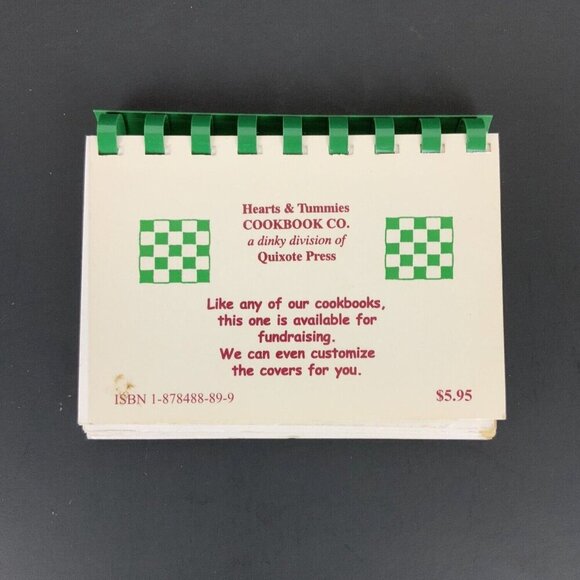 Hearts & Tummies
COOKBOOK CO.
a dinky division of
Quixote Press
Like any of our cookbooks,
this one is available for
fundraising.
We can even customize
the covers for you.
ISBN 1-878488-89-9
$5.95